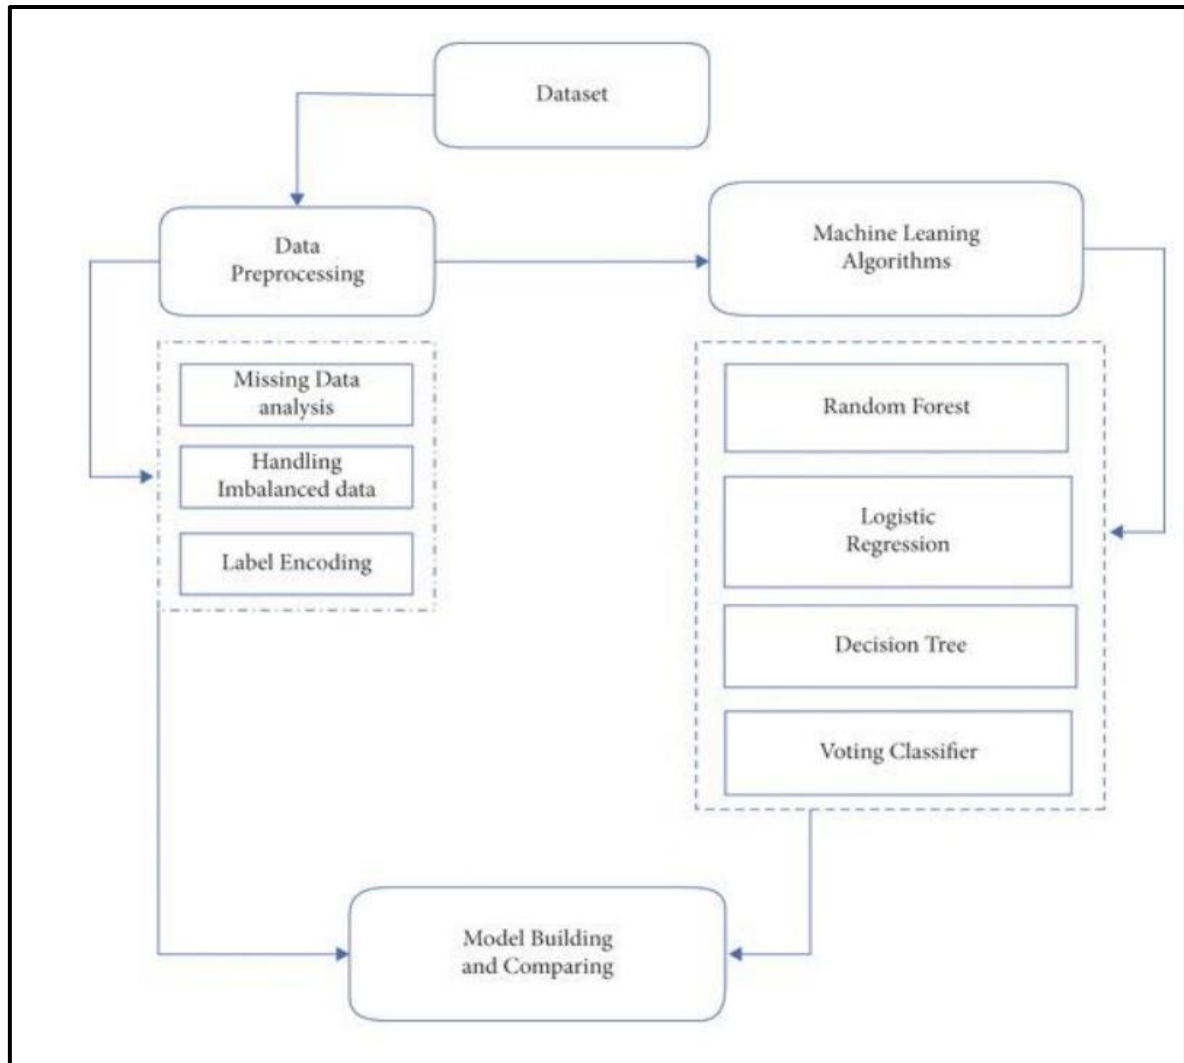 Dataset
Data
Preprocessing
Machine Leaning
Algorithms
Missing Data
analysis
Handling
Imbalanced data
Label Encoding
Random Forest
Logistic
Regression
Decision Tree
Voting Classifier
Model Building
and Comparing